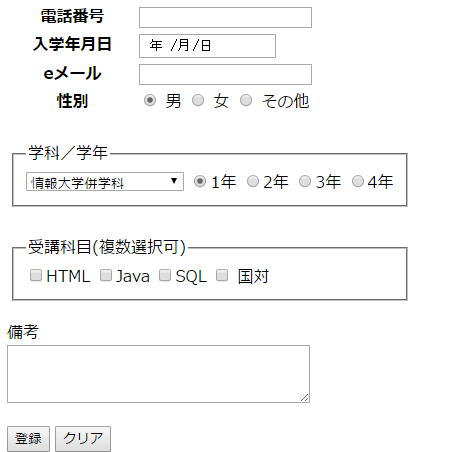 電話番号
入学年月日 年 /月/日
eメール
性別 男 女 その他
学科／学年
情報大学併学科 1年 2年 3年 4年
受講科目(複数選択可)
HTML Java SQL 国対
備考
登録 クリア